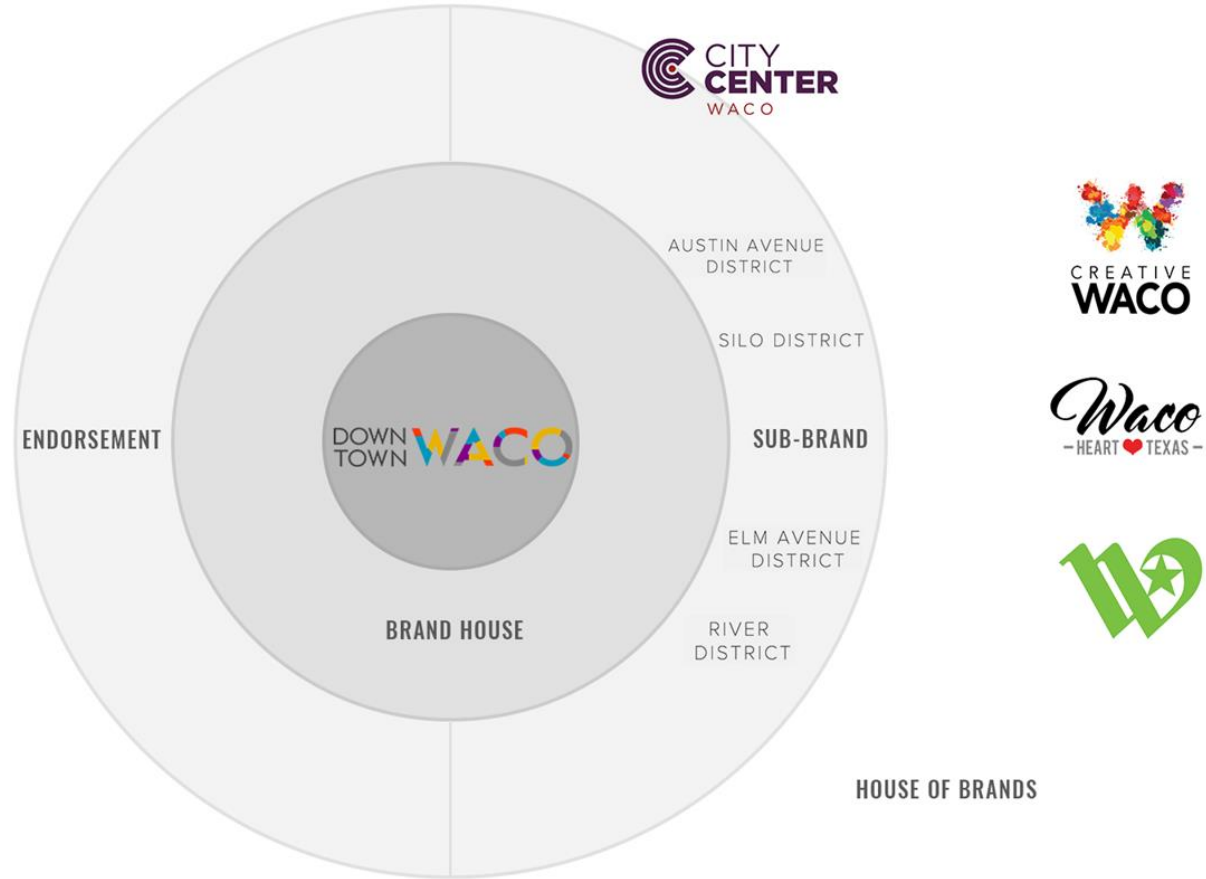 CITY
CENTER
WACO
CREATIVE
WACO
AUSTIN AVENUE
DISTRICT
SILO DISTRICT
Waco
HEART TEXAS
ENDORSEMENT
DOWN
TOWN
WACO
SUB-BRAND
ELM AVENUE
DISTRICT
BRAND HOUSE
RIVER
DISTRICT
W
HOUSE OF BRANDS